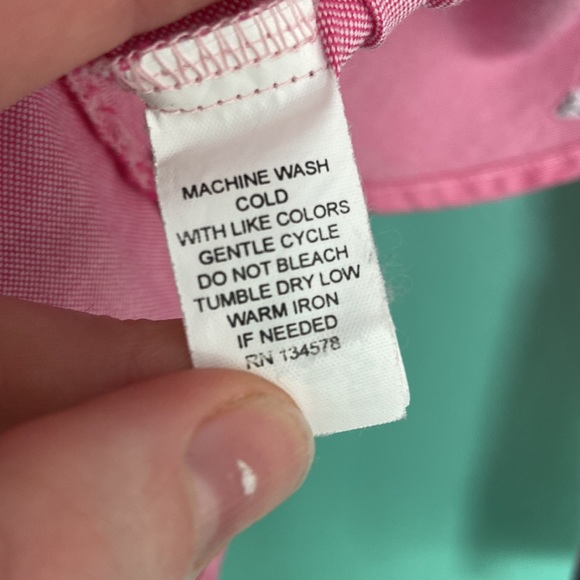 MACHINE WASH
COLD
WITH LIKE COLORS
GENTLE CYCLE
DO NOT BLEACH
TUMBLE DRY LOW
WARM IRON
IF NEEDED
RN 134578